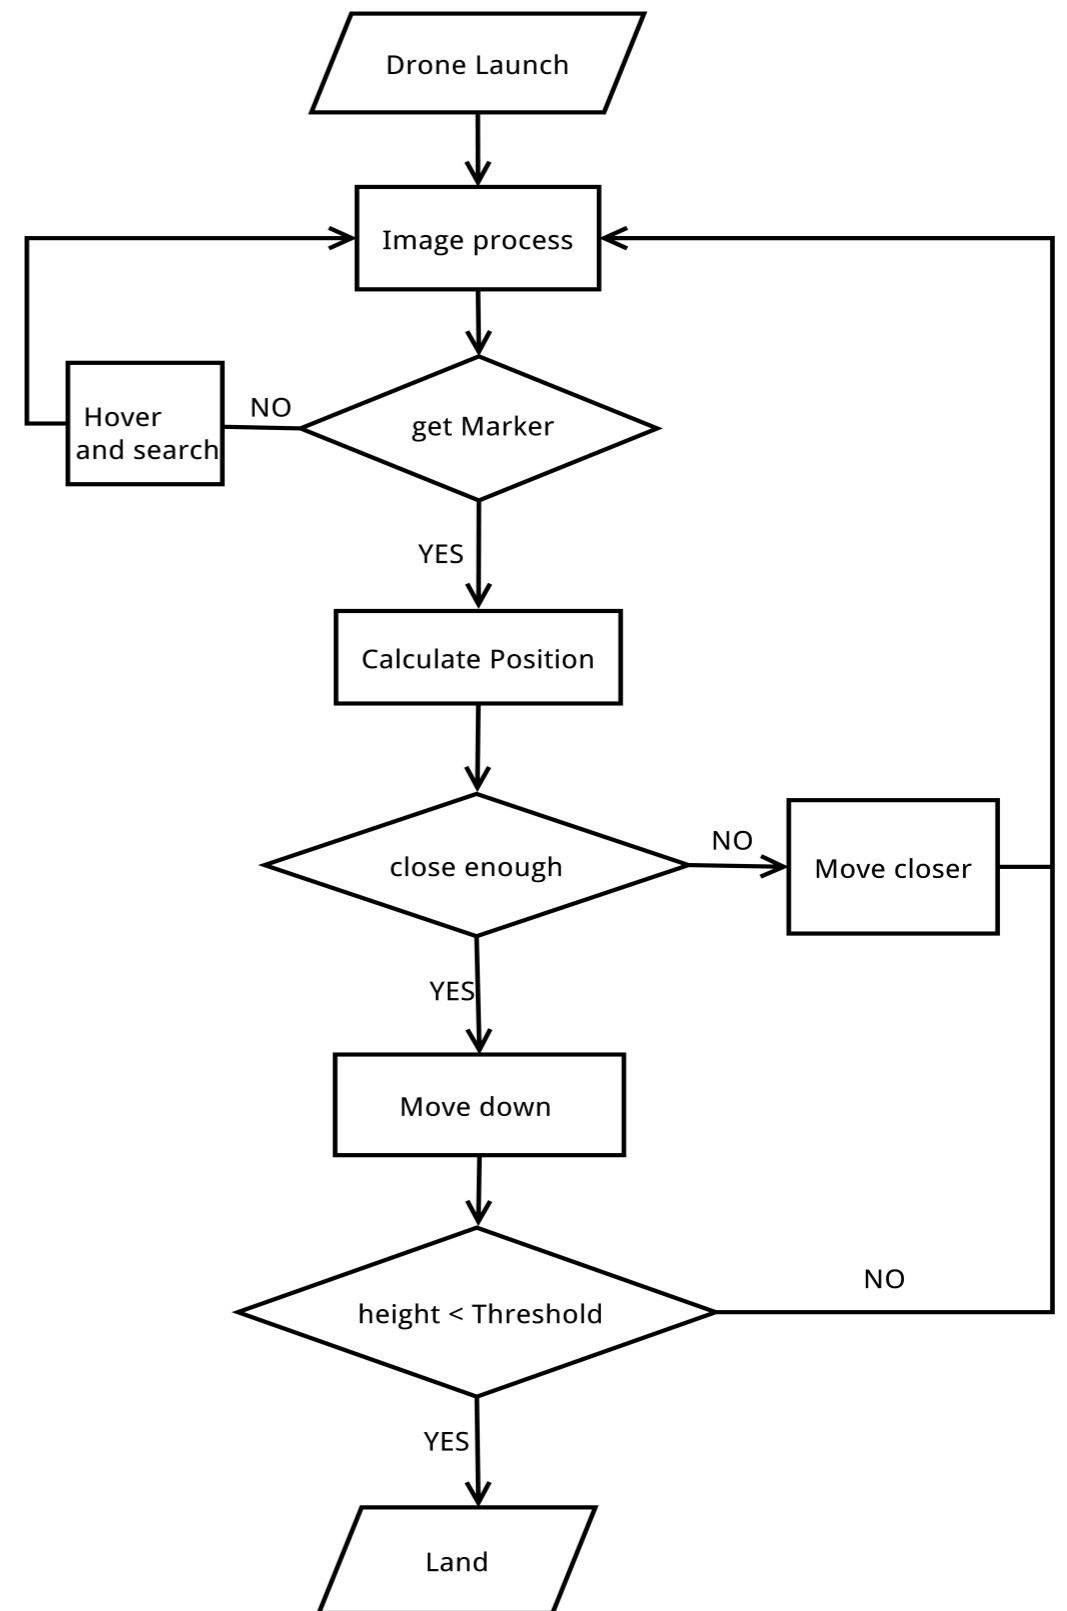 Drone Launch
Image process
get Marker
NO
Hover
and search
YES
Calculate Position
close enough
NO
Move closer
YES
Move down
height < Threshold
NO
YES
Land